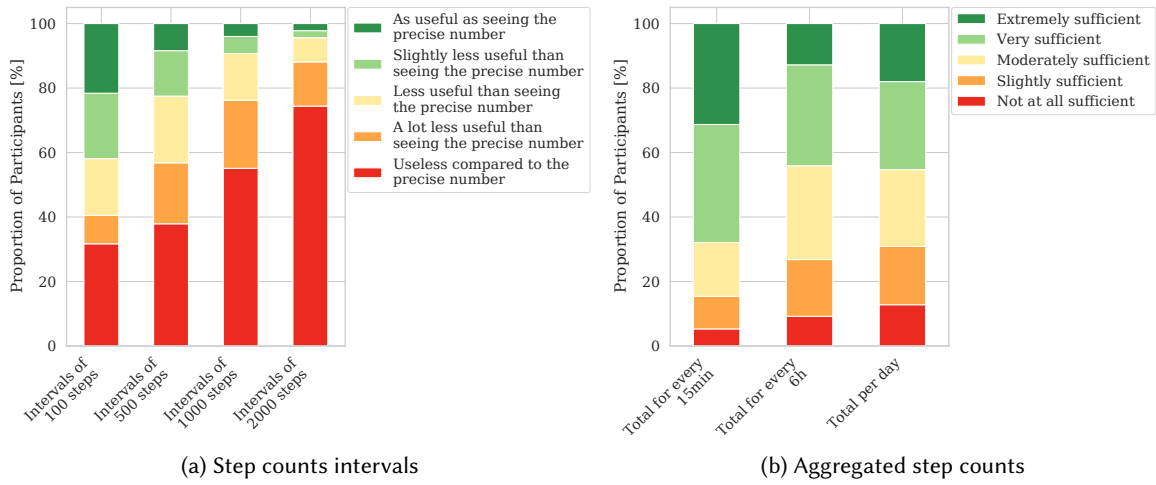 Proportion of Participants [%]
100
80
60
40
20
0
Intervals of
100 steps
Intervals of
500 steps
Intervals of
1000 steps
Intervals of
2000 steps
As useful as seeing the
precise number
Slightly less useful than
seeing the precise number
Less useful than seeing
the precise number
A lot less useful than
seeing the precise number
Useless compared to the
precise number
(a) Step counts intervals
Proportion of Participants [%]
100
80
60
40
20
0
Total for every
15min
Total for every
6h
Total per day
Extremely sufficient
Very sufficient
Moderately sufficient
Slightly sufficient
Not at all sufficient
(b) Aggregated step counts